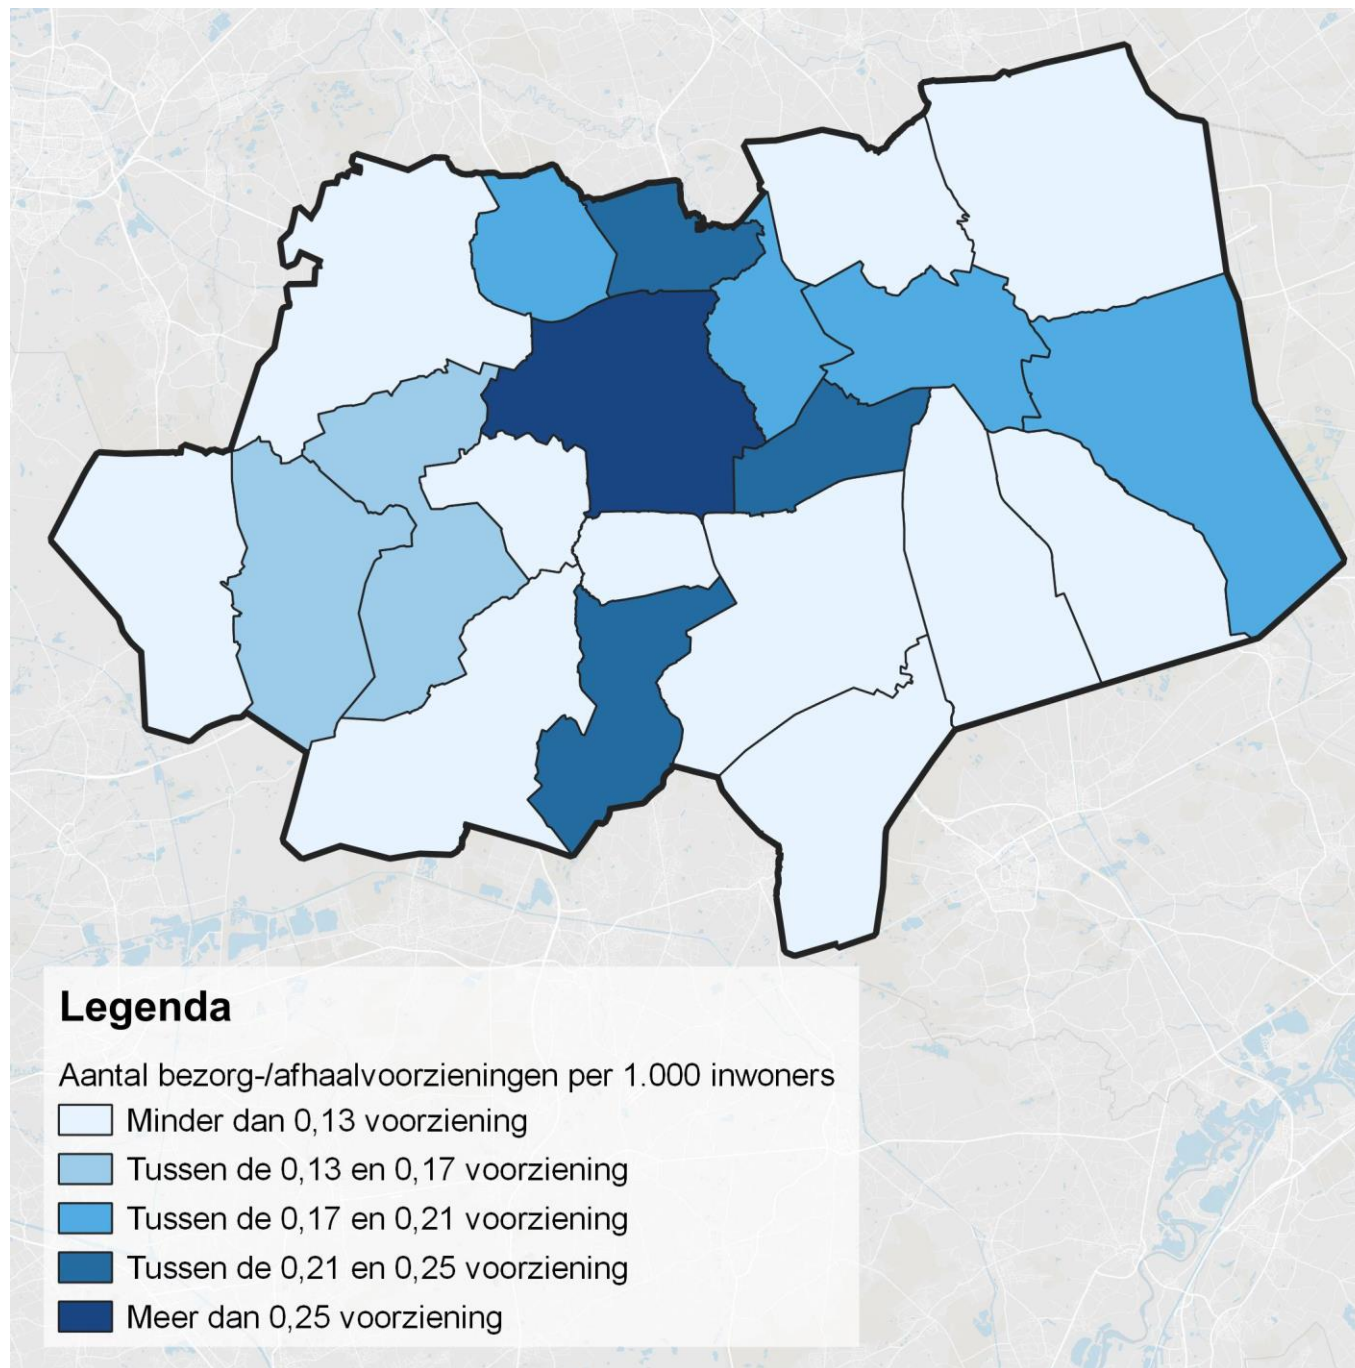 Legenda
Aantal bezorg-/afhaalvoorzieningen per 1.000 inwoners
Minder dan 0,13 voorziening
Tussen de 0,13 en 0,17 voorziening
Tussen de 0,17 en 0,21 voorziening
Tussen de 0,21 en 0,25 voorziening
Meer dan 0,25 voorziening